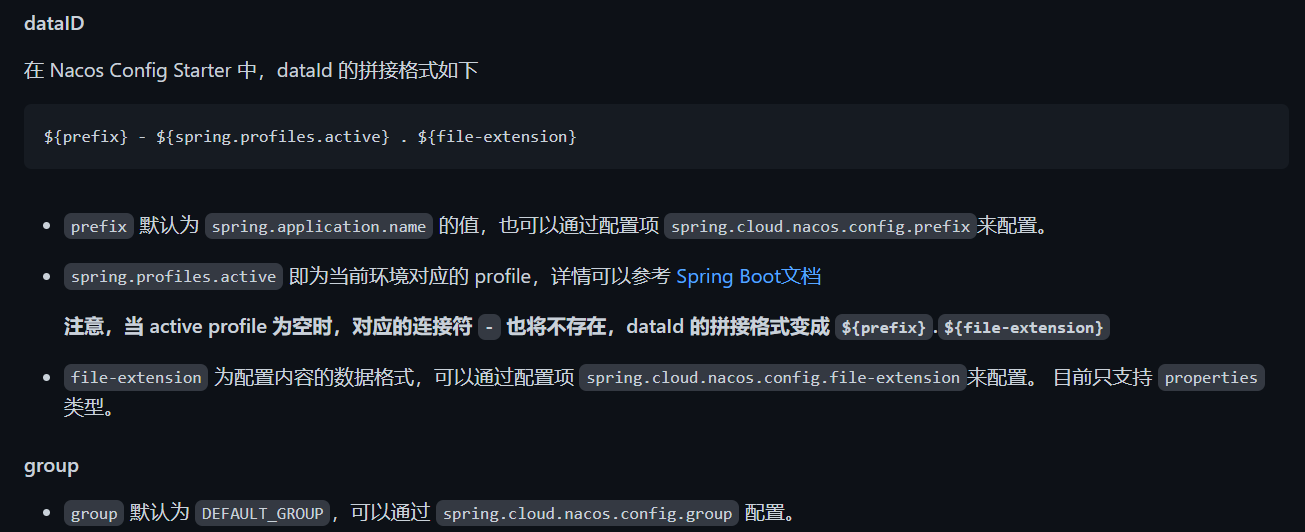 dataID
在 Nacos Config Starter 中，dataId 的拼接格式如下
${prefix} - ${spring.profiles.active} . ${file-extension}
prefix 默认为 spring.application.name 的值，也可以通过配置项 spring.cloud.nacos.config.prefix来配置。
spring.profiles.active 即为当前环境对应的 profile，详情可以参考 Spring Boot文档
注意，当 active profile 为空时，对应的连接符 - 也将不存在，dataId 的拼接格式变成 ${prefix}.${file-extension}
file-extension 为配置内容的数据格式，可以通过配置项 spring.cloud.nacos.config.file-extension来配置。 目前只支持 properties
类型。
group
group 默认为 DEFAULT_GROUP，可以通过 spring.cloud.nacos.config.group 配置。